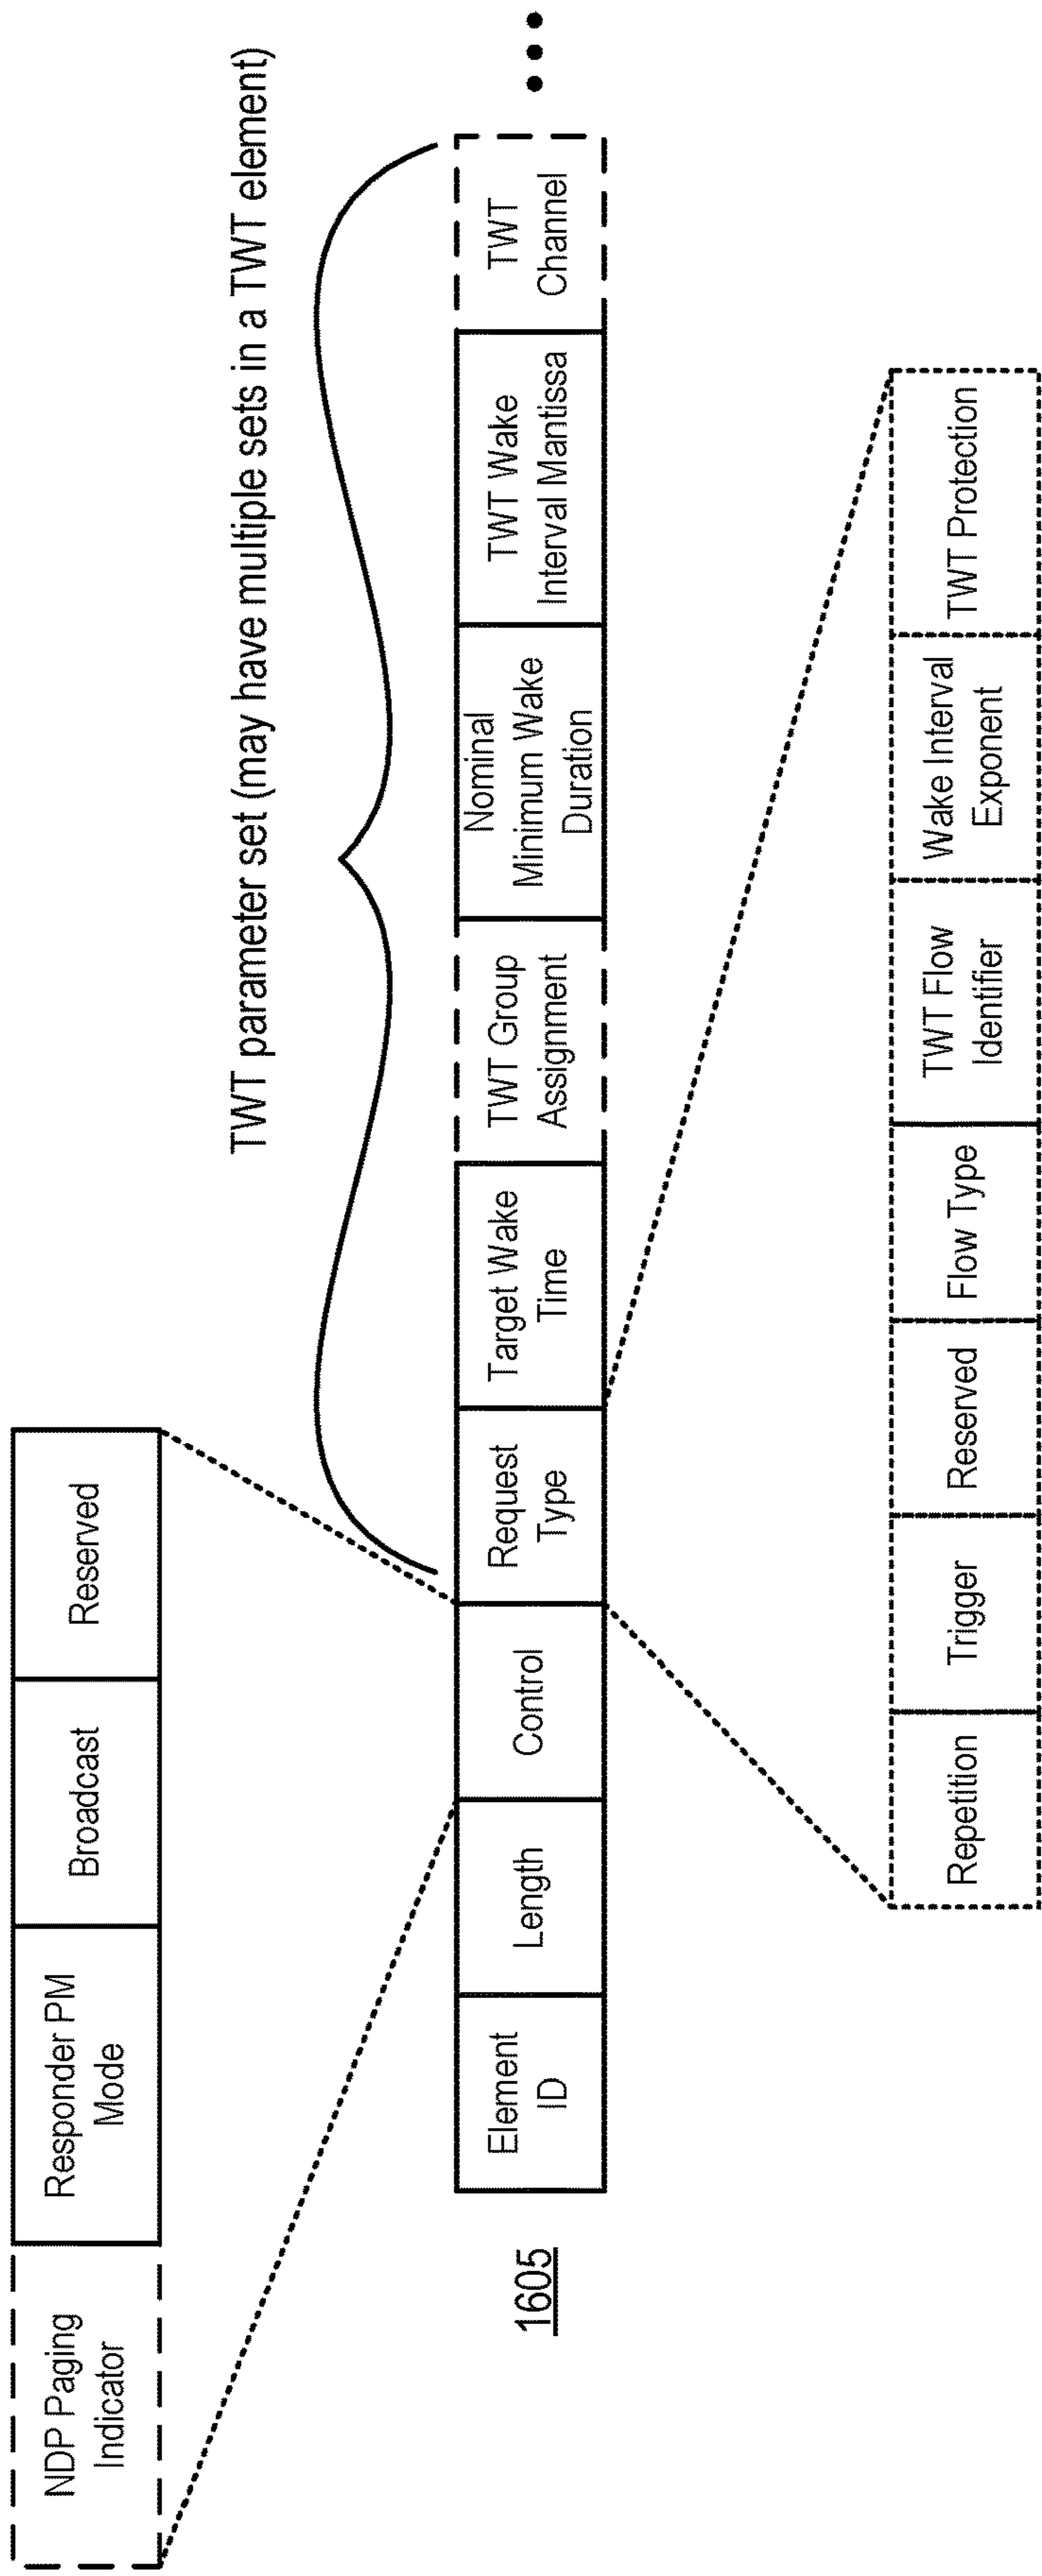 NDP Paging
Indicator
Responder PM
Mode
Broadcast
Reserved
TWT parameter set (may have multiple sets in a TWT element)
1605
Element
ID
Length
Control
Request
Type
Target Wake
Time
TWT Group
Assignment
Nominal
Minimum Wake
Duration
TWT Wake
Interval Mantissa
TWT
Channel
Repetition
Trigger
Reserved
Flow Type
TWT Flow
Identifier
Wake Interval
Exponent
TWT Protection